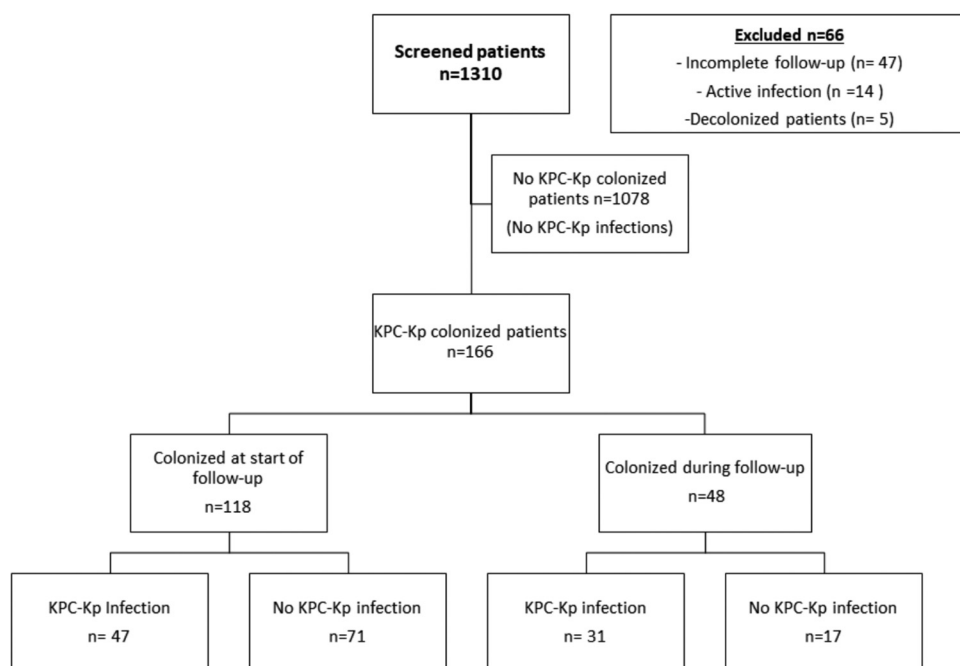 Screened patients
n=1310
Excluded n=66
- Incomplete follow-up (n= 47)
- Active infection (n =14 )
-Decolonized patients (n= 5)
No KPC-Kp colonized
patients n=1078
(No KPC-Kp infections)
KPC-Kp colonized patients
n=166
Colonized at start of
follow-up
n=118
Colonized during follow-up
n=48
KPC-Kp Infection
n= 47
No KPC-Kp infection
n=71
KPC-Kp infection
n= 31
No KPC-Kp infection
n=17